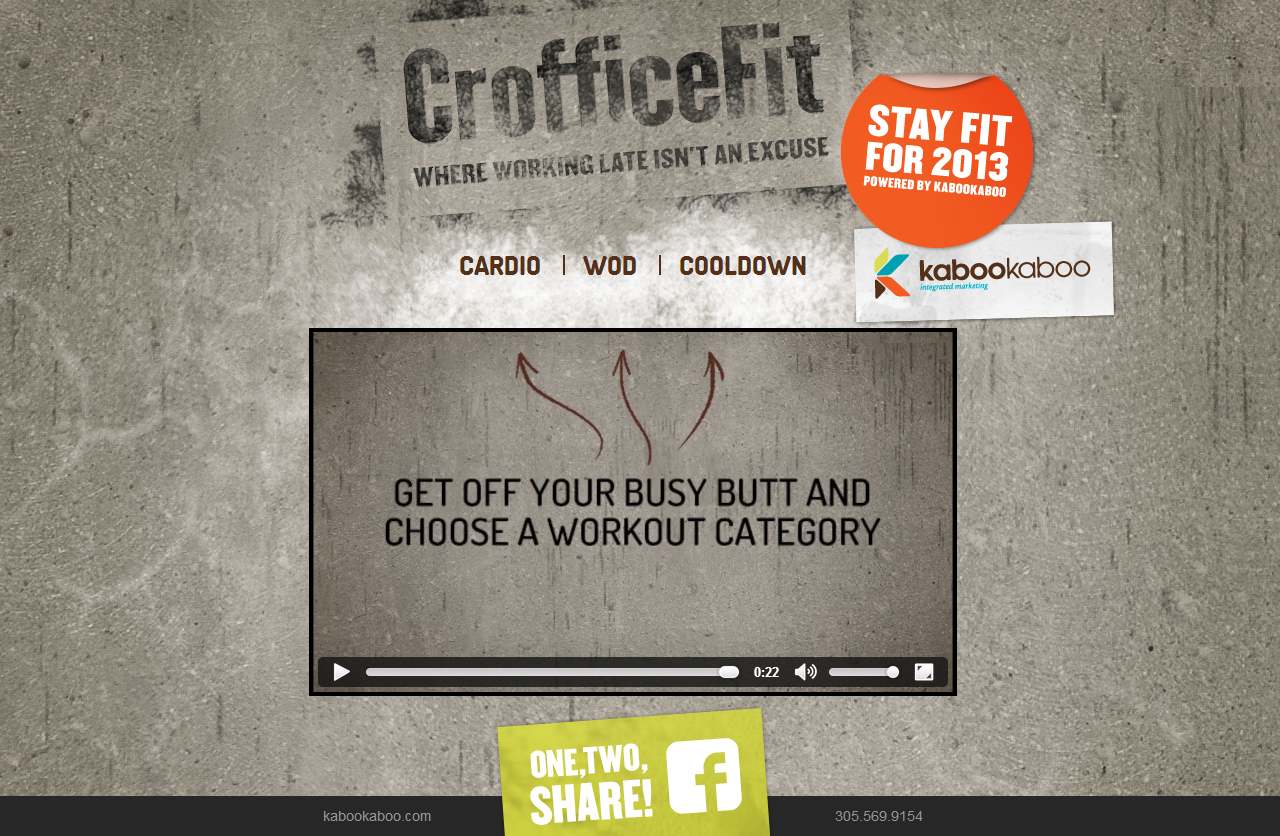 CrofficeFit
WHERE WORKING LATE ISN'T AN EXCUSE
STAY FIT
FOR 2013
POWERED BY KABOOKABOO
CARDIO | WOD | COOLDOWN
kabookaboo
integrated marketing
GET OFF YOUR BUSY BUTT AND
CHOOSE A WORKOUT CATEGORY
0:22
ONE, TWO,
SHARE!
kabookaboo.com
305.569.9154